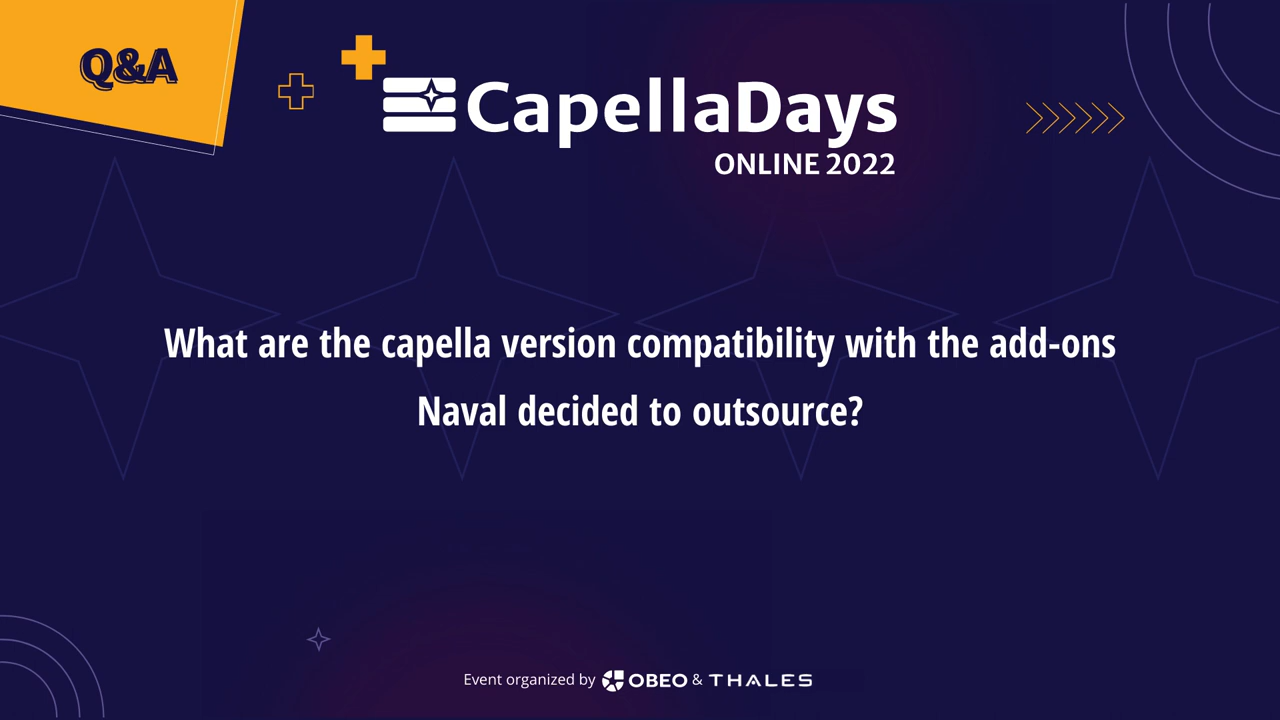 Q&A
CapellaDays
ONLINE 2022
What are the capella version compatibility with the add-ons
Naval decided to outsource?
Event organized by OBEO & THALES